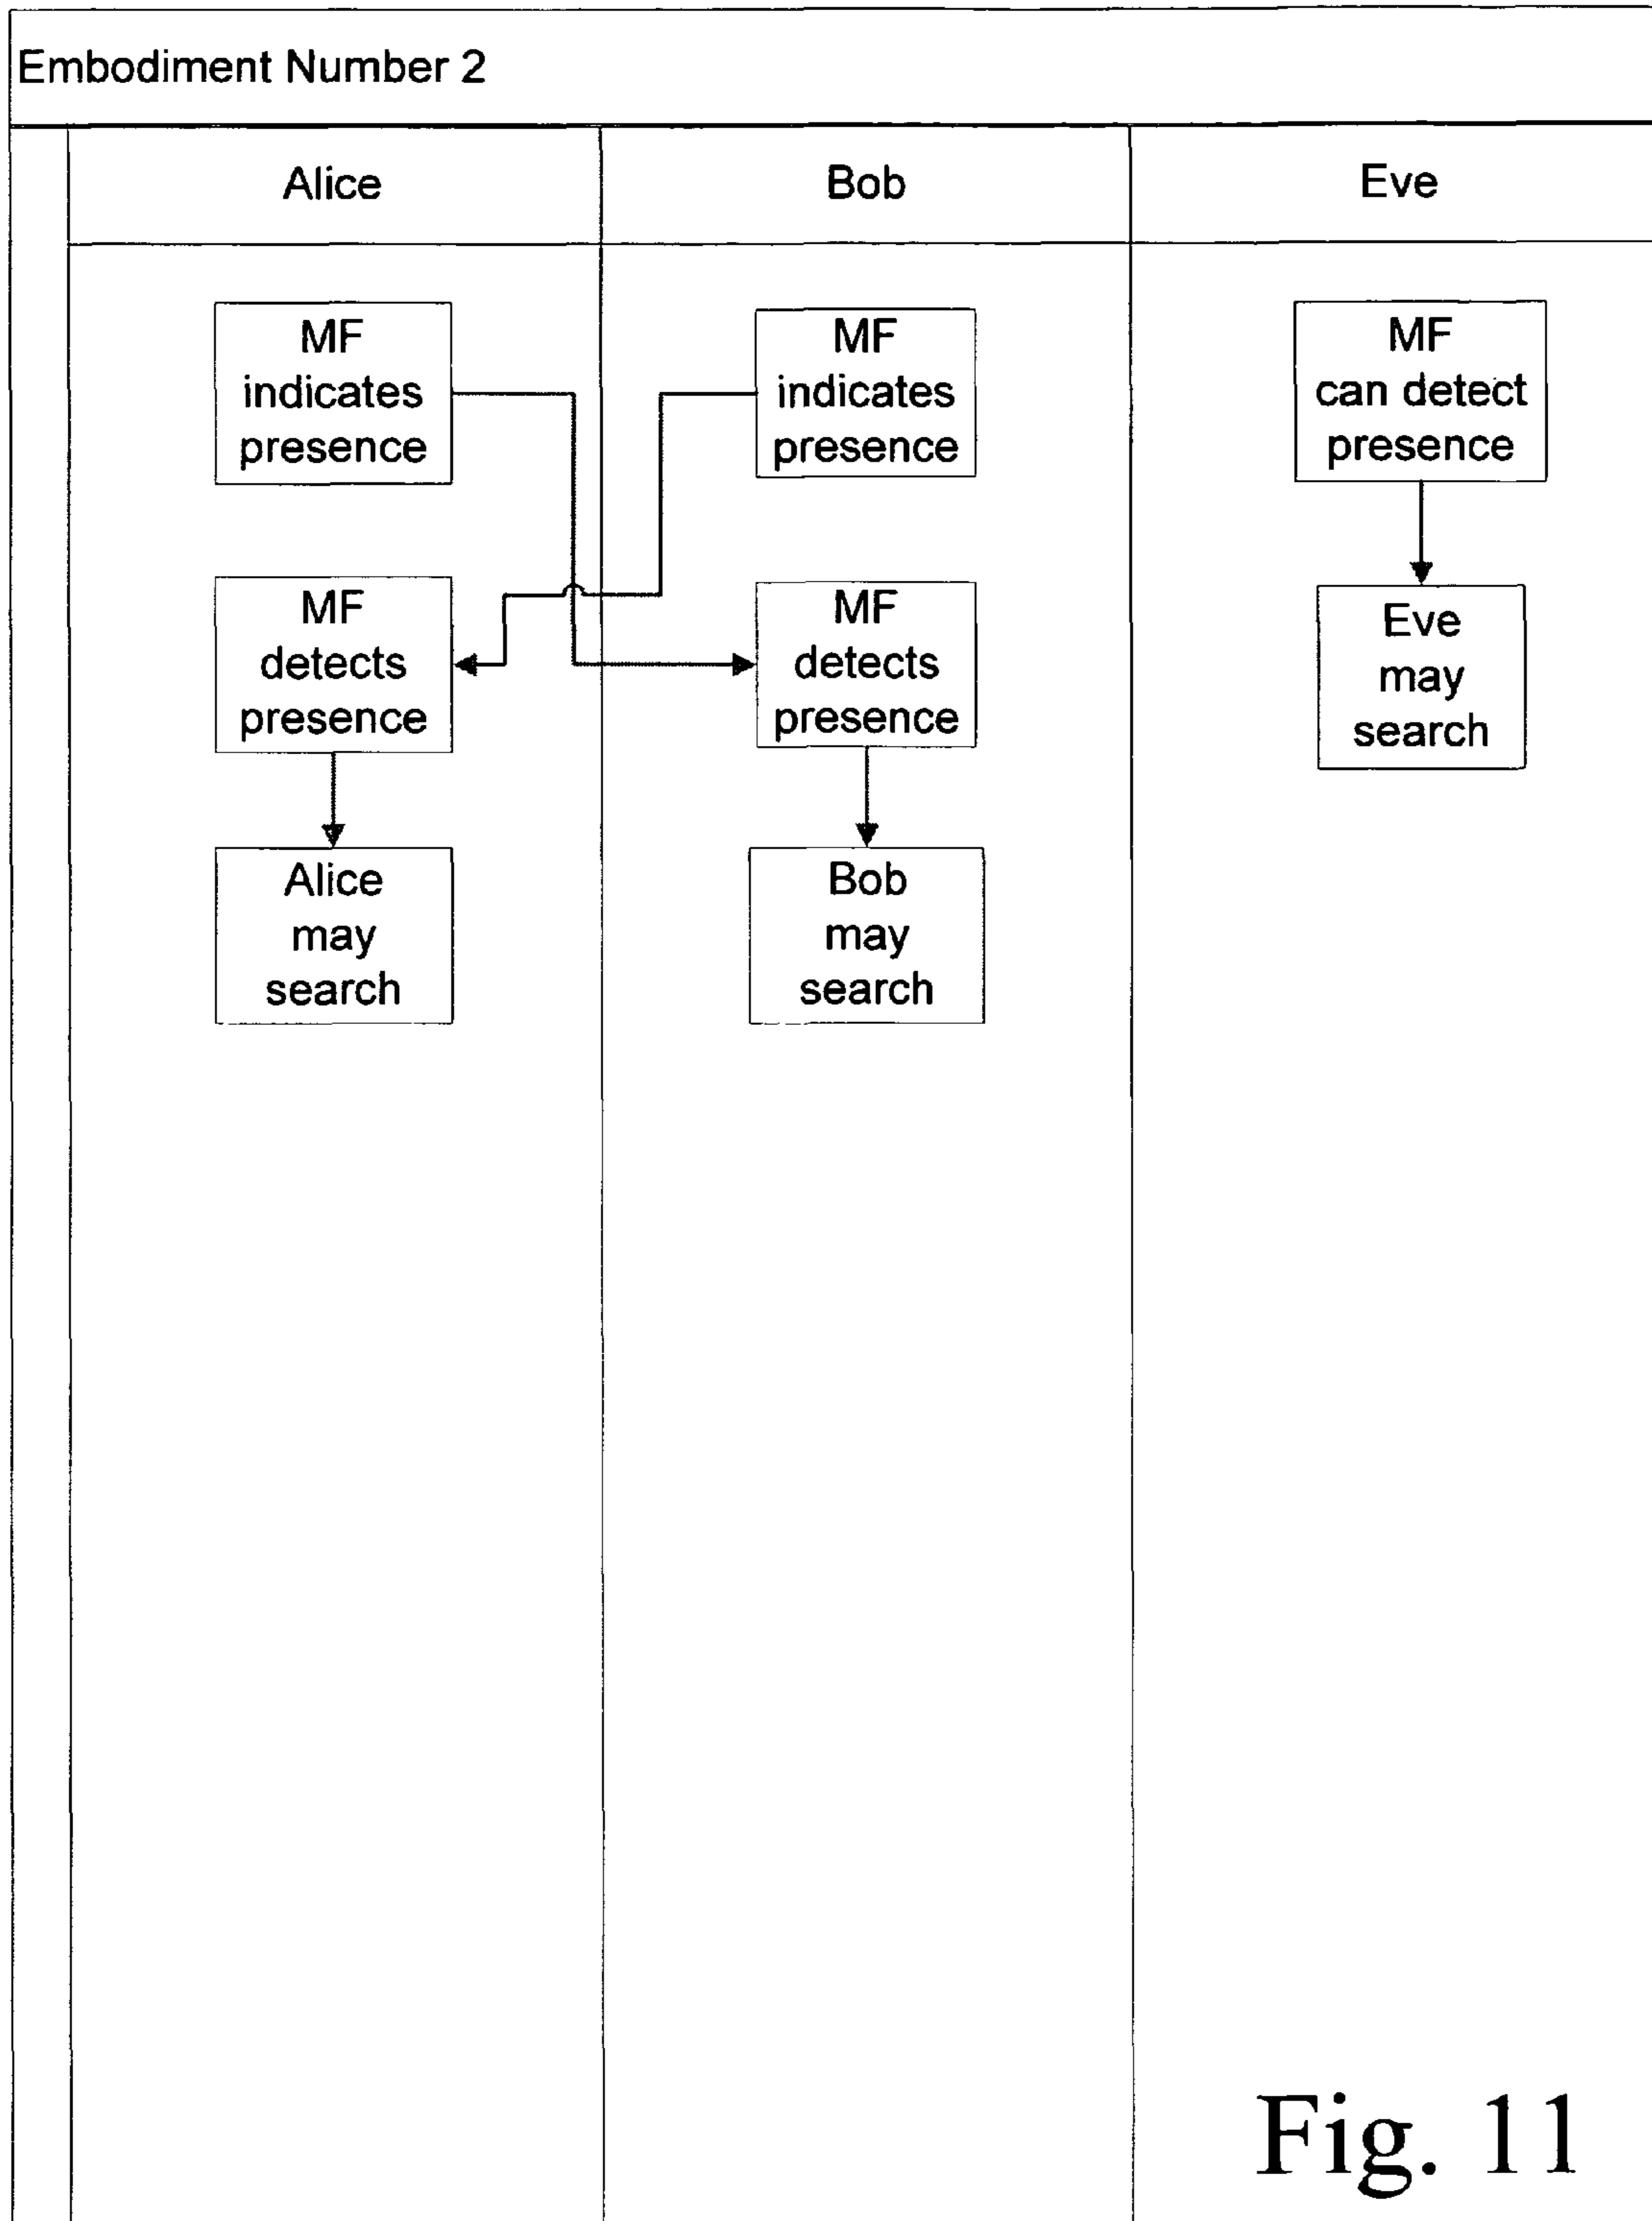 Embodiment Number 2
Alice
Bob
Eve
MF
indicates
presence
MF
indicates
presence
MF
can detect
presence
MF
detects
presence
MF
detects
presence
Eve
may
search
Alice
may
search
Bob
may
search
Fig. 11